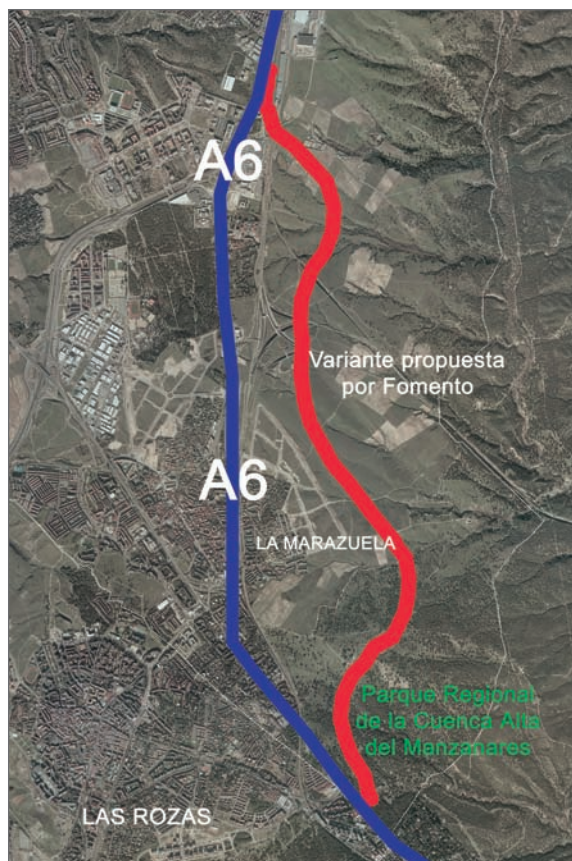 A6
Variante propuesta
por Fomento
A6
LA MARAZUELA
Parque Regional
de la Cuenca Alta
del Manzanares
LAS ROZAS